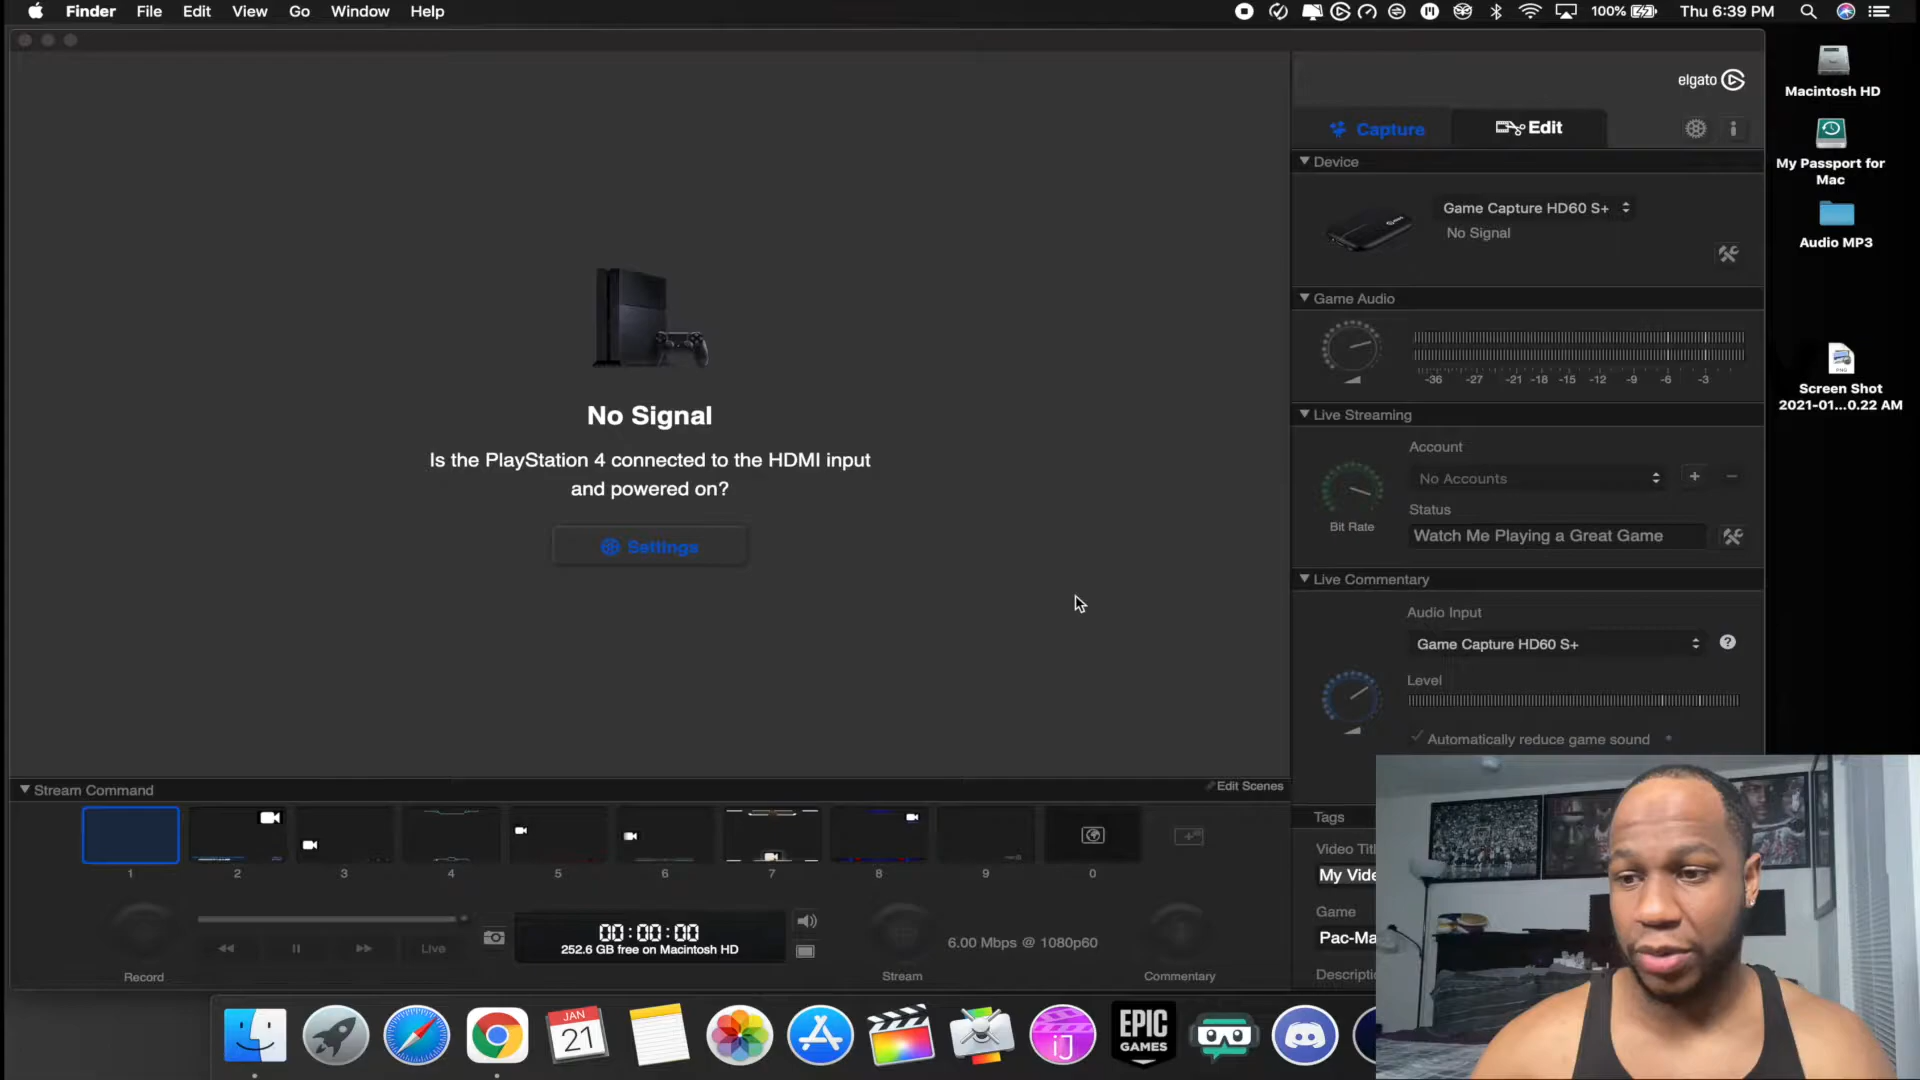 Finder File Edit View Go Window Help
100% Thu 6:39 PM
elgato
Capture Edit
Device
Game Capture HD60 S+
No Signal
Game Audio
-36 -27 -21 -18 -15 -12 -9 -6 -3
Live Streaming
Account
No Accounts
Bit Rate
Status
Watch Me Playing a Great Game
Live Commentary
Audio Input
Game Capture HD60 S+
Level
Automatically reduce game sound
Tags
Video Titl
My Vide
Game
Pac-Ma
Descriptic
No Signal
Is the PlayStation 4 connected to the HDMI input
and powered on?
Settings
Stream Command
Edit Scenes
1 2 3 4 5 6 7 8 9 0
Live
00:00:00
252.6 GB free on Macintosh HD
6.00 Mbps @ 1080p60
Record
Stream
Commentary
Macintosh HD
My Passport for
Mac
Audio MP3
PNG
Screen Shot
2021-01...0.22 AM
JAN
21
iJ
EPIC
GAMES